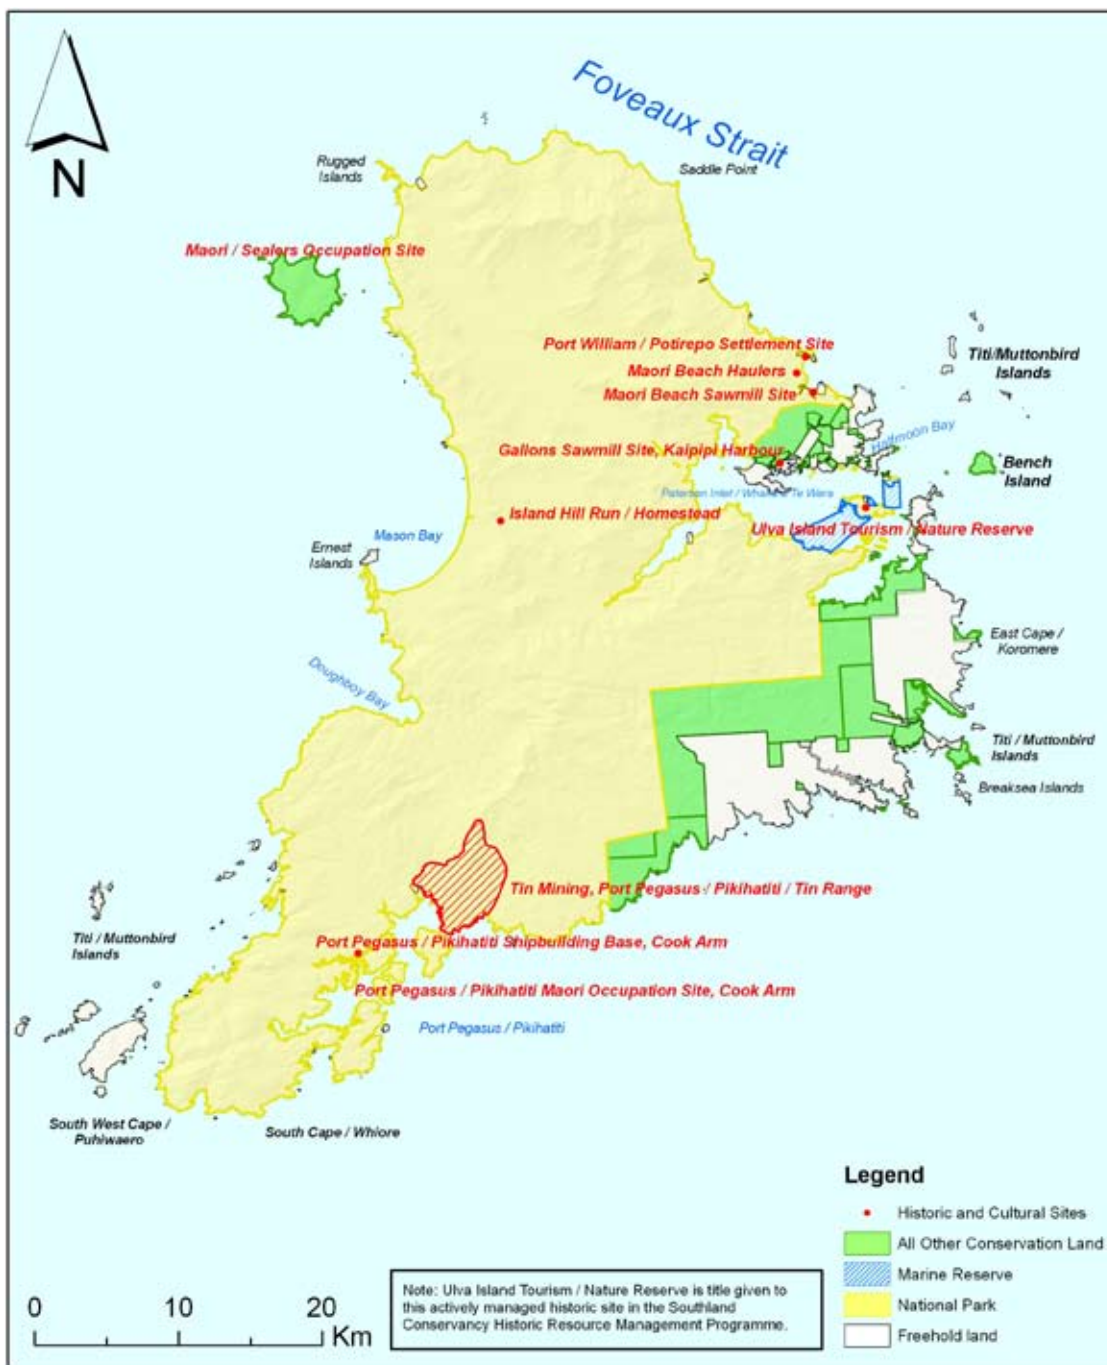 Foveaux Strait
N
Rugged
Islands
Saddle Point
Maori / Sealers Occupation Site
Port William / Potirepo Settlement Site
Maori Beach Haulers
Maori Beach Sawmill Site
Titi/Muttonbird
Islands
Halfmoon Bay
Gallons Sawmill Site, Kaipipi Harbour
Bench
Island
Paterson Inlet / Whaka a Te Wera
Island Hill Run / Homestead
Ulva Island Tourism / Nature Reserve
Mason Bay
Ernest
Islands
East Cape /
Koromere
Doughboy Bay
Titi / Muttonbird
Islands
Breaksea Islands
Tin Mining, Port Pegasus / Pikihatiti / Tin Range
Titi / Muttonbird
Islands
Port Pegasus / Pikihatiti Shipbuilding Base, Cook Arm
Port Pegasus / Pikihatiti Maori Occupation Site, Cook Arm
Port Pegasus / Pikihatiti
South West Cape /
Puhiwaero
South Cape / Whiore
Legend
Historic and Cultural Sites
All Other Conservation Land
Marine Reserve
National Park
Freehold land
Note: Ulva Island Tourism / Nature Reserve is title given to
this actively managed historic site in the Southland
Conservancy Historic Resource Management Programme.
0 10 20
Km